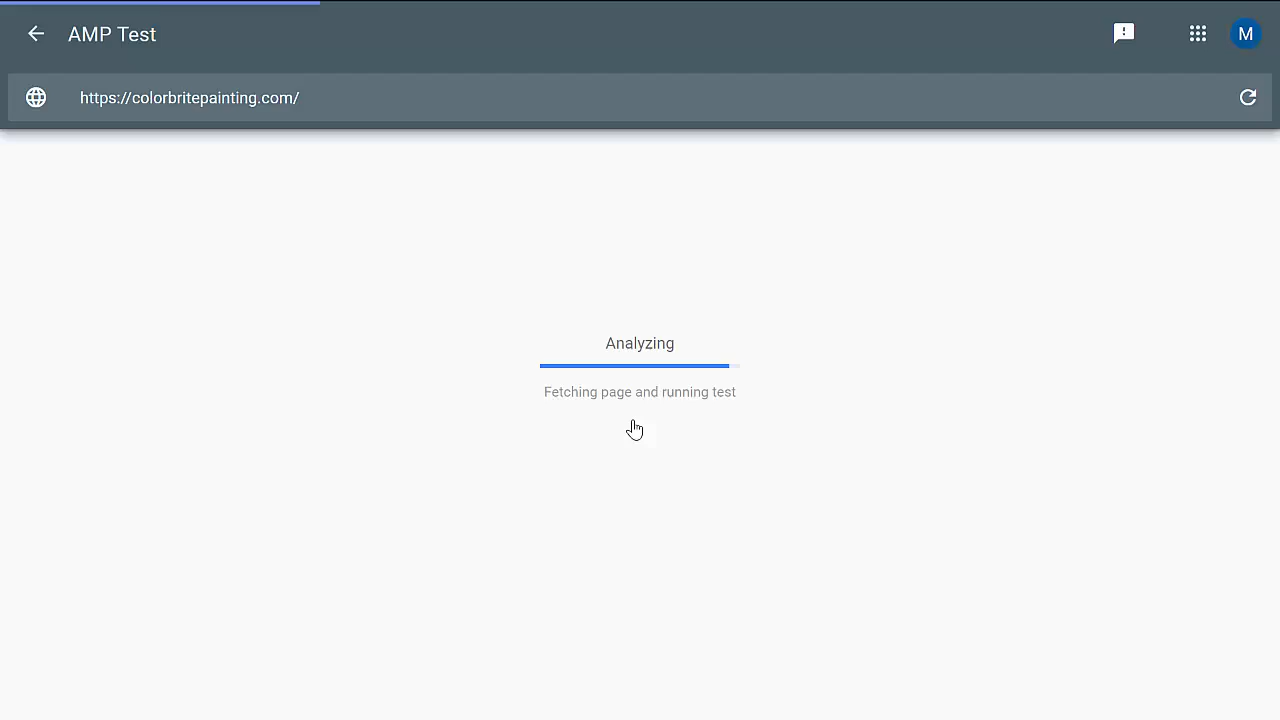 AMP Test
M
https://colorbritepainting.com/
Analyzing
Fetching page and running test